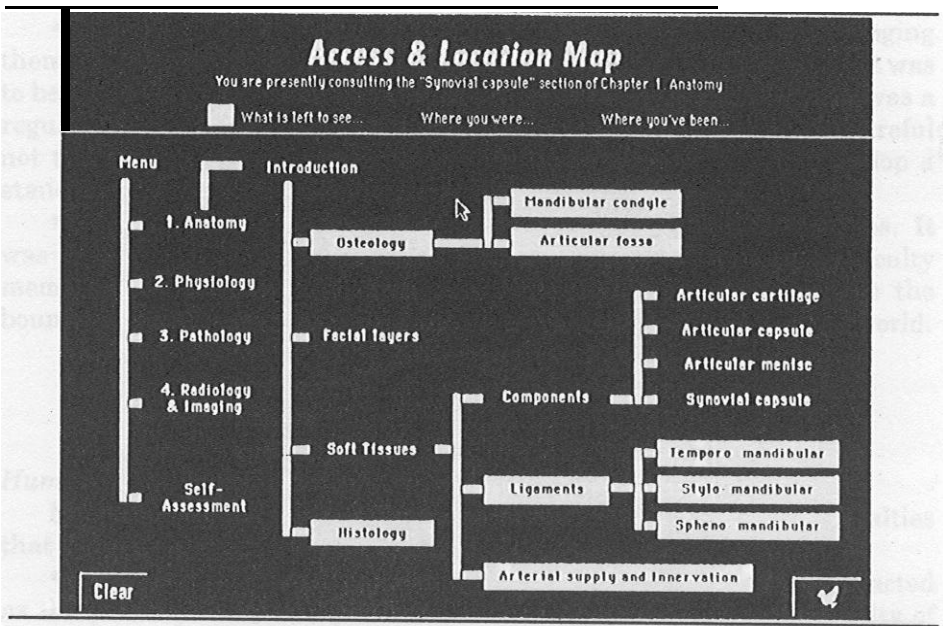 Access & Location Map
You are presently consulting the "Synovial capsule" section of Chapter 1. Anatomy
What is left to see... Where you were... Where you've been...
Menu
Introduction
1. Anatomy
2. Physiology
3. Pathology
4. Radiology
& Imaging
Self-
Assessment
Osteology
Mandibular condyle
Articular fossa
Facial layers
Soft Tissues
Components
Articular cartilage
Articular capsule
Articular menisc
Synovial capsule
Ligaments
Temporo mandibular
Stylo-mandibular
Spheno mandibular
Histology
Arterial supply and Innervation
Clear